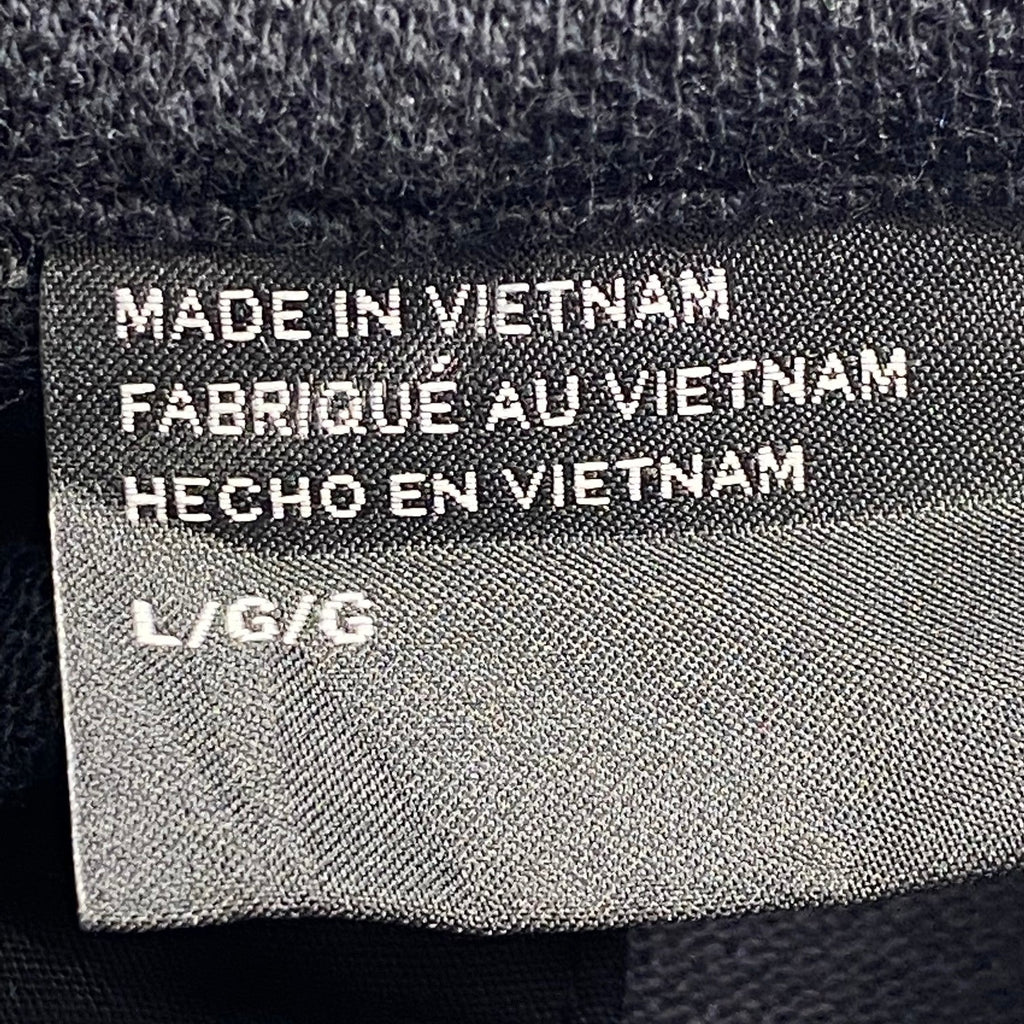 MADE IN VIETNAM
FABRIQUÉ AU VIETNAM
HECHO EN VIETNAM
L/G/G